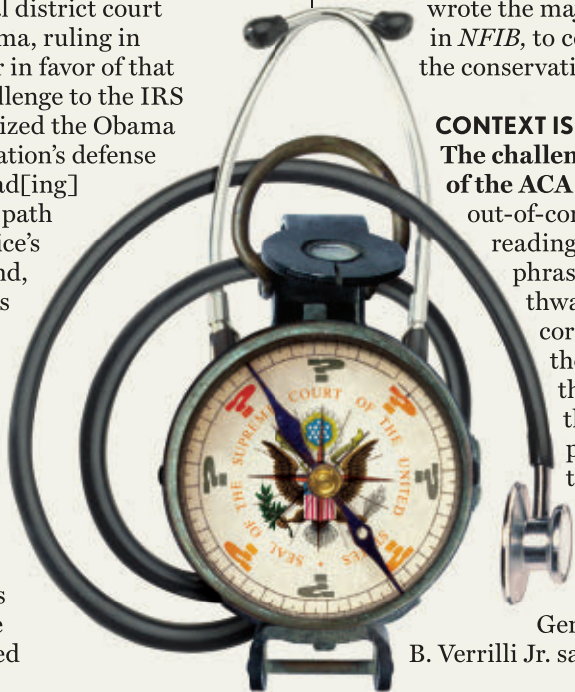 l district court
ma, ruling in
r in favor of that
llenge to the IRS
ized the Obama
ation’s defense
ad[ing]
path
ice’s
nd,
s
s
e
ed
wrote the maj
in NFIB, to co
the conservati
CONTEXT IS
The challen
of the ACA
out-of-con
reading
phras
thwa
cor
the
th
th
p
t
Gen
B. Verrilli Jr. sa
SEAL OF THE SUPREME COURT OF THE UNITED STATES
?
?
?
?
?
?
?
?